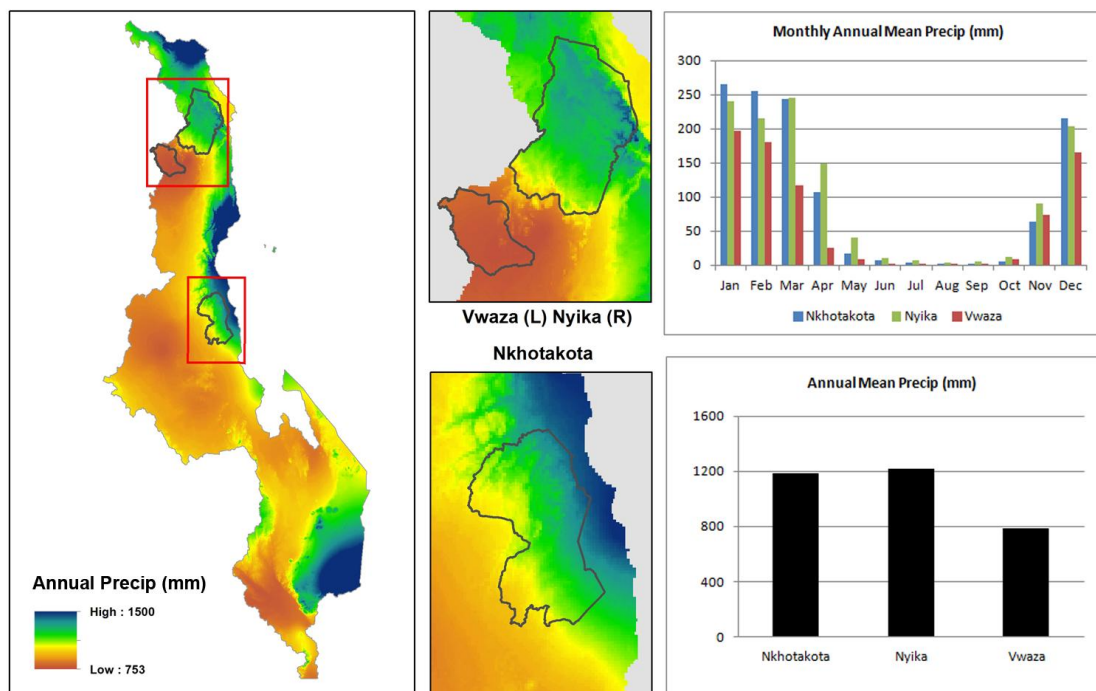 Annual Precip (mm)
High : 1500
Low : 753
Vwaza (L) Nyika (R)
Nkhotakota
Monthly Annual Mean Precip (mm)
300
250
200
150
100
50
0
Jan Feb Mar Apr May Jun Jul Aug Sep Oct Nov Dec
Nkhotakota Nyika Vwaza
Annual Mean Precip (mm)
1600
1200
800
400
0
Nkhotakota Nyika Vwaza